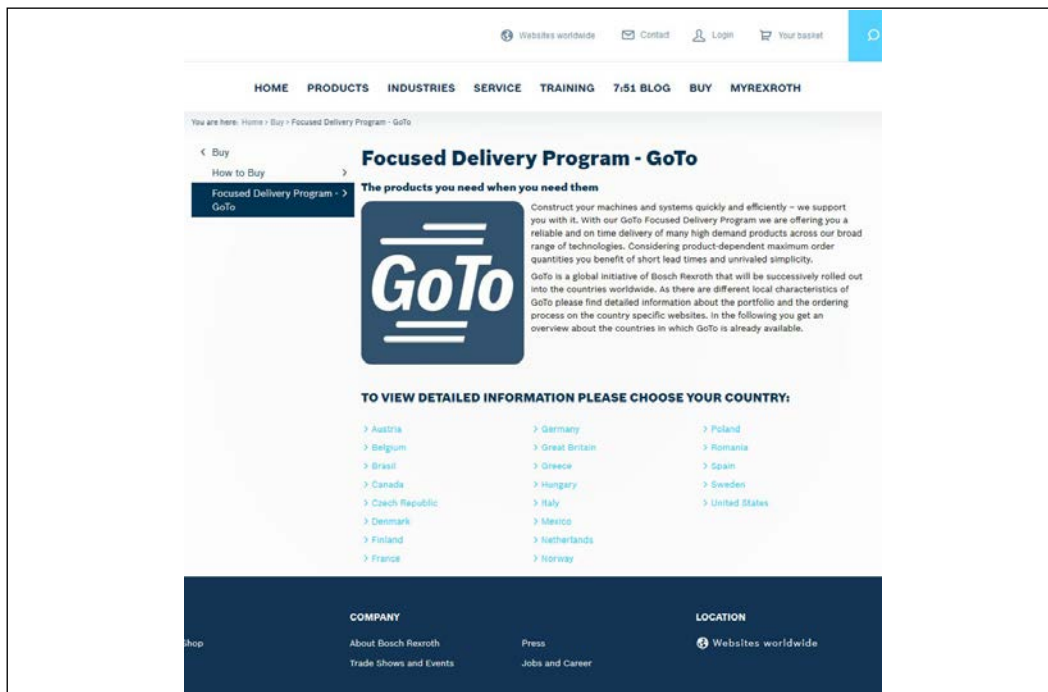 Websites worldwide Contact Login Your basket
HOME PRODUCTS INDUSTRIES SERVICE TRAINING 7:51 BLOG BUY MYREXROTH
You are here: Home > Buy > Focused Delivery Program - GoTo
Buy
How to Buy
Focused Delivery Program -
GoTo
Focused Delivery Program - GoTo
The products you need when you need them
GoTo
Construct your machines and systems quickly and efficiently – we support
you with it. With our GoTo Focused Delivery Program we are offering you a
reliable and on time delivery of many high demand products across our broad
range of technologies. Considering product-dependent maximum order
quantities you benefit of short lead times and unrivaled simplicity.
GoTo is a global initiative of Bosch Rexroth that will be successively rolled out
into the countries worldwide. As there are different local characteristics of
GoTo please find detailed information about the portfolio and the ordering
process on the country specific websites. In the following you get an
overview about the countries in which GoTo is already available.
TO VIEW DETAILED INFORMATION PLEASE CHOOSE YOUR COUNTRY:
> Austria
> Belgium
> Brasil
> Canada
> Czech Republic
> Denmark
> Finland
> France
> Germany
> Great Britain
> Greece
> Hungary
> Italy
> Mexico
> Netherlands
> Norway
> Poland
> Romania
> Spain
> Sweden
> United States
Shop
COMPANY
About Bosch Rexroth
Trade Shows and Events
Press
Jobs and Career
LOCATION
Websites worldwide